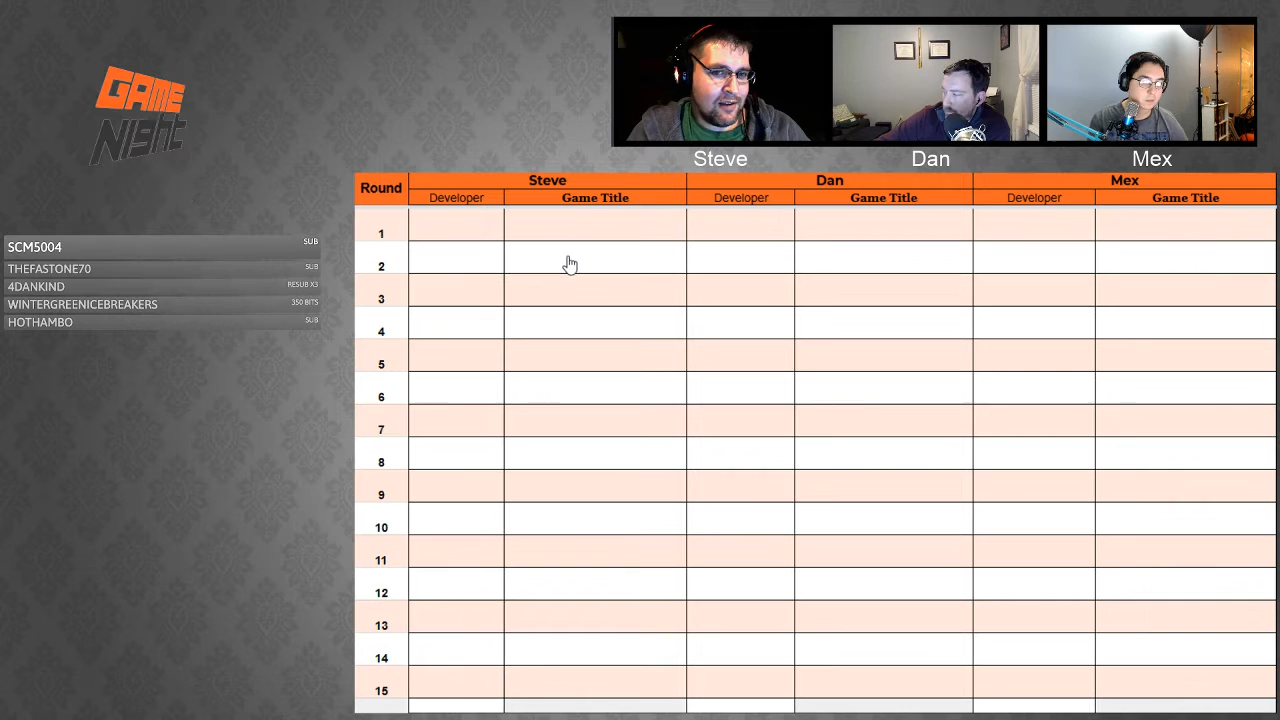 GAME
NIGHT
Steve
Dan
Mex
SCM5004 SUB
THEFASTONE70 SUB
4DANKIND RESUB X3
WINTERGREENICEBREAKERS 350 BITS
HOTHAMBO SUB
Round Steve Dan Mex
Developer Game Title Developer Game Title Developer Game Title
1
2
3
4
5
6
7
8
9
10
11
12
13
14
15